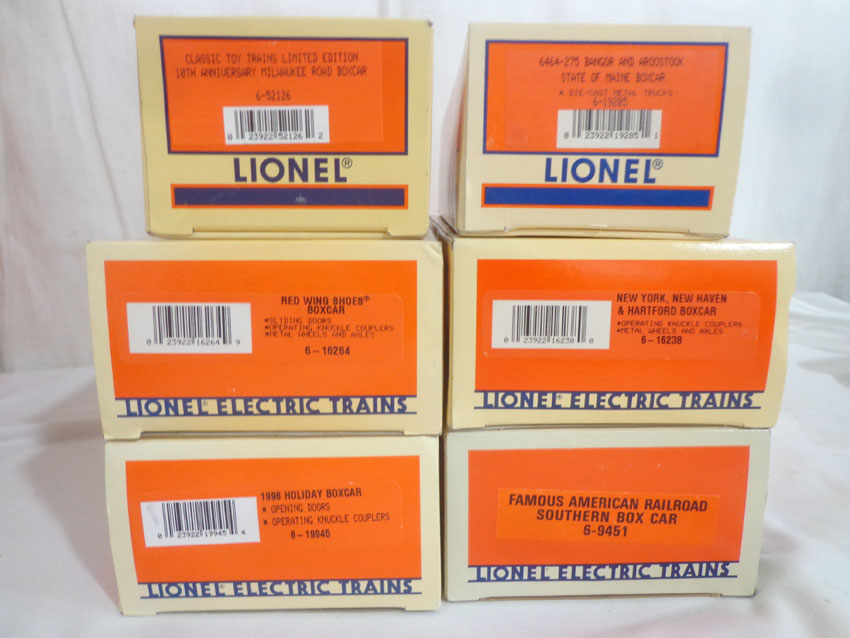 CLASSIC TOY TRAINS LIMITED EDITION
10TH ANNIVERSARY MILWAUKEE ROAD BOXCAR
6-52126
0 23922 52126 2
LIONEL®
6464-275 BANGOR AND AROOSTOOK
STATE OF MAINE BOXCAR
* DIE-CAST METAL TRUCKS
6-19285
0 23922 19285 1
LIONEL®
RED WING SHOES®
BOXCAR
*SLIDING DOORS
*OPERATING KNUCKLE COUPLERS
*METAL WHEELS AND AXLES
6-16264
0 23922 16264 9
LIONEL® ELECTRIC TRAINS
NEW YORK, NEW HAVEN
& HARTFORD BOXCAR
*OPERATING KNUCKLE COUPLERS
*METAL WHEELS AND AXLES
6-16238
0 23922 16238 0
LIONEL® ELECTRIC TRAINS
1996 HOLIDAY BOXCAR
* OPENING DOORS
* OPERATING KNUCKLE COUPLERS
6-19945
0 23922 19945 4
LIONEL® ELECTRIC TRAINS
FAMOUS AMERICAN RAILROAD
SOUTHERN BOX CAR
6-9451
LIONEL® ELECTRIC TRAINS